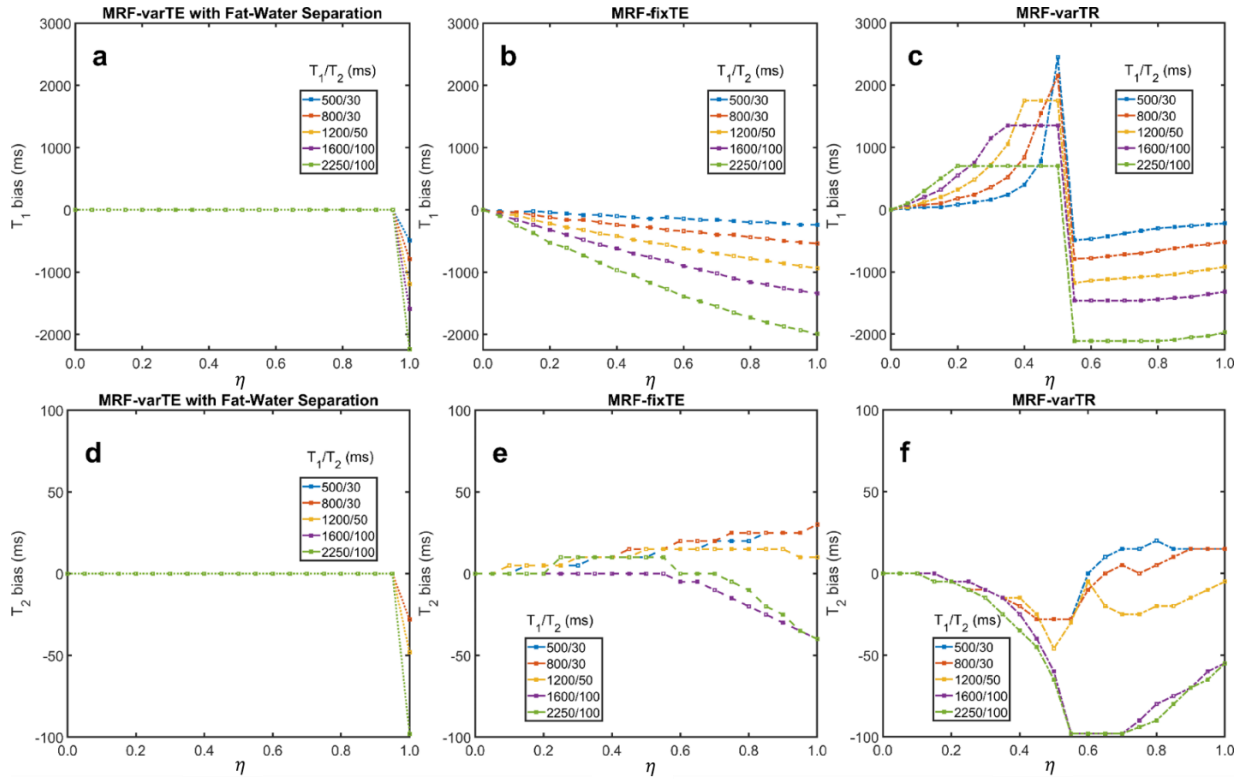 MRF-varTE with Fat-Water Separation
a
T1/T2 (ms)
500/30
800/30
1200/50
1600/100
2250/100
T1 bias (ms)
3000
2000
1000
0
-1000
-2000
0.0 0.2 0.4 0.6 0.8 1.0
η
MRF-fixTE
b
T1/T2 (ms)
500/30
800/30
1200/50
1600/100
2250/100
T1 bias (ms)
3000
2000
1000
0
-1000
-2000
0.0 0.2 0.4 0.6 0.8 1.0
η
MRF-varTR
c
T1/T2 (ms)
500/30
800/30
1200/50
1600/100
2250/100
T1 bias (ms)
3000
2000
1000
0
-1000
-2000
0.0 0.2 0.4 0.6 0.8 1.0
η
MRF-varTE with Fat-Water Separation
d
T1/T2 (ms)
500/30
800/30
1200/50
1600/100
2250/100
T2 bias (ms)
100
50
0
-50
-100
0.0 0.2 0.4 0.6 0.8 1.0
η
MRF-fixTE
e
T1/T2 (ms)
500/30
800/30
1200/50
1600/100
2250/100
T2 bias (ms)
100
50
0
-50
-100
0.0 0.2 0.4 0.6 0.8 1.0
η
MRF-varTR
f
T1/T2 (ms)
500/30
800/30
1200/50
1600/100
2250/100
T2 bias (ms)
100
50
0
-50
-100
0.0 0.2 0.4 0.6 0.8 1.0
η